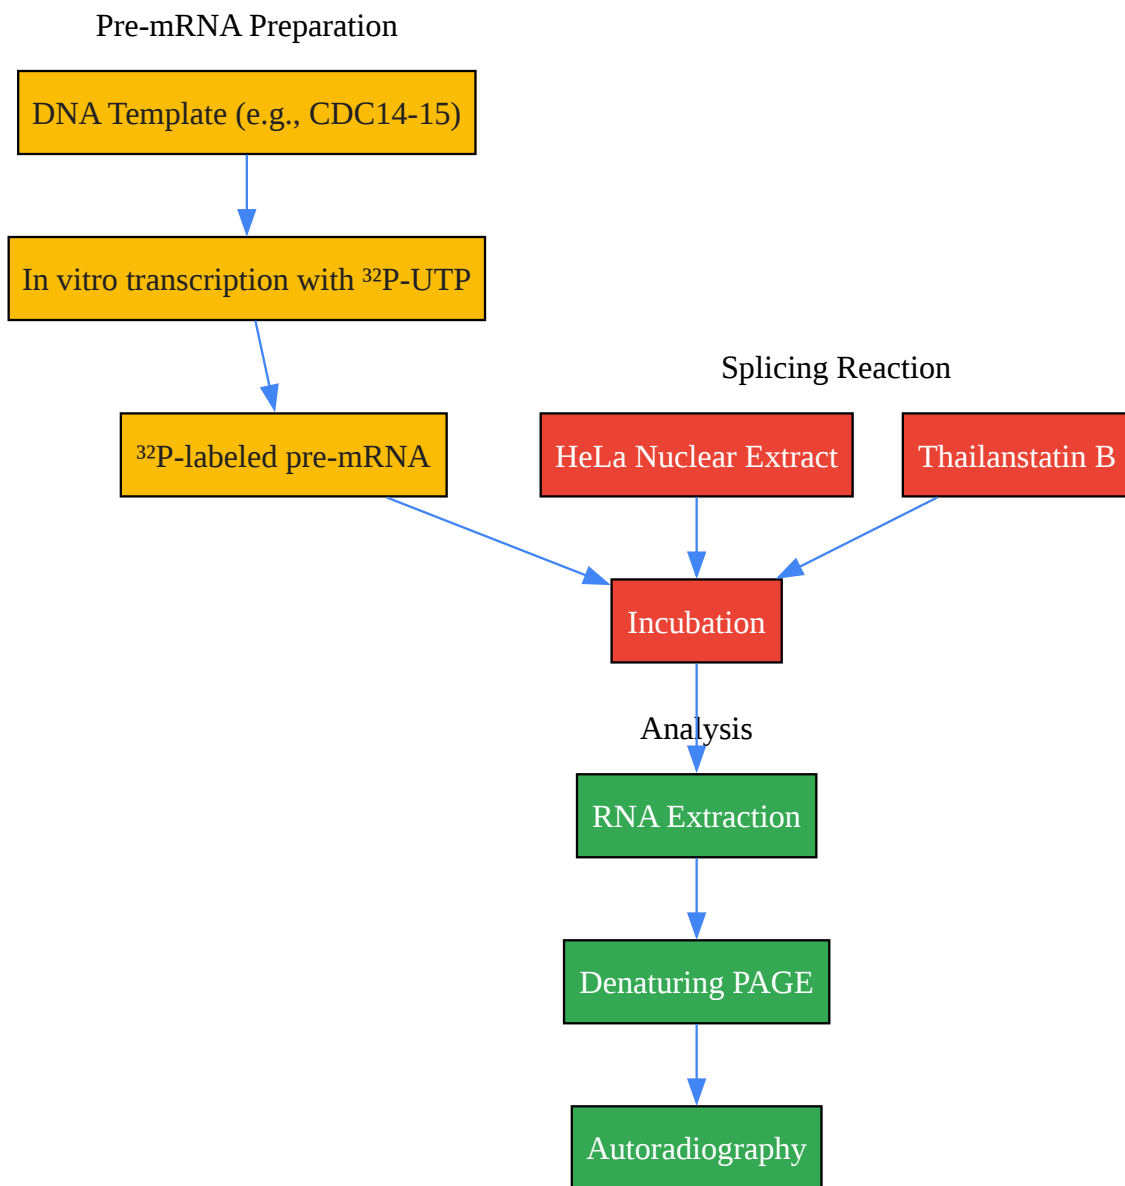 Pre-mRNA Preparation
DNA Template (e.g., CDC14-15)
In vitro transcription with ³²P-UTP
³²P-labeled pre-mRNA
Splicing Reaction
HeLa Nuclear Extract
Thailanstatin B
Incubation
Analysis
RNA Extraction
Denaturing PAGE
Autoradiography